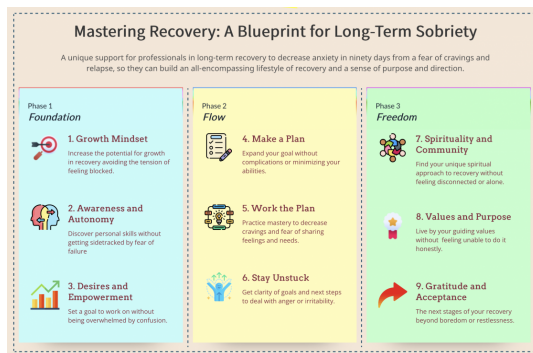 Mastering Recovery: A Blueprint for Long-Term Sobriety
A unique support for professionals in long-term recovery to decrease anxiety in ninety days from a fear of cravings and
relapse, so they can build an all-encompassing lifestyle of recovery and a sense of purpose and direction.
Phase 1
Foundation
1. Growth Mindset
Increase the potential for growth
in recovery avoiding the tension of
feeling blocked.
2. Awareness and
Autonomy
Discover personal skills without
getting sidetracked by fear of
failure
3. Desires and
Empowerment
Set a goal to work on without
being overwhelmed by confusion.
Phase 2
Flow
4. Make a Plan
Expand your goal without
complications or minimizing your
abilities.
5. Work the Plan
Practice mastery to decrease
cravings and fear of sharing
feelings and needs.
6. Stay Unstuck
Get clarity of goals and next steps
to deal with anger or irritability.
Phase 3
Freedom
7. Spirituality and
Community
Find your unique spiritual
approach to recovery without
feeling disconnected or alone.
8. Values and Purpose
Live by your guiding values
without feeling unable to do it
honestly.
9. Gratitude and
Acceptance
The next stages of your recovery
beyond boredom or restlessness.